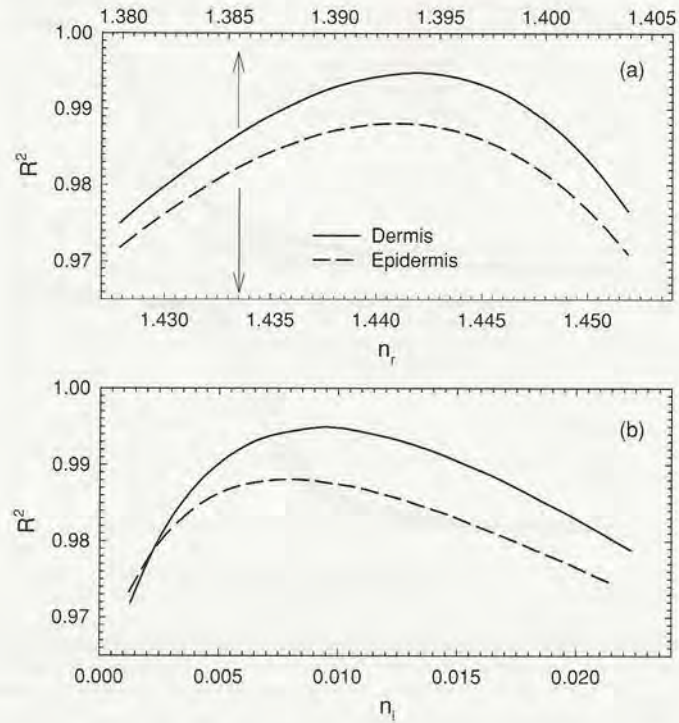 1.380 1.385 1.390 1.395 1.400 1.405
1.00
(a)
0.99
R²
0.98
Dermis
Epidermis
0.97
1.430 1.435 1.440 1.445 1.450
nᵣ
1.00
(b)
0.99
R²
0.98
0.97
0.000 0.005 0.010 0.015 0.020
nᵢ